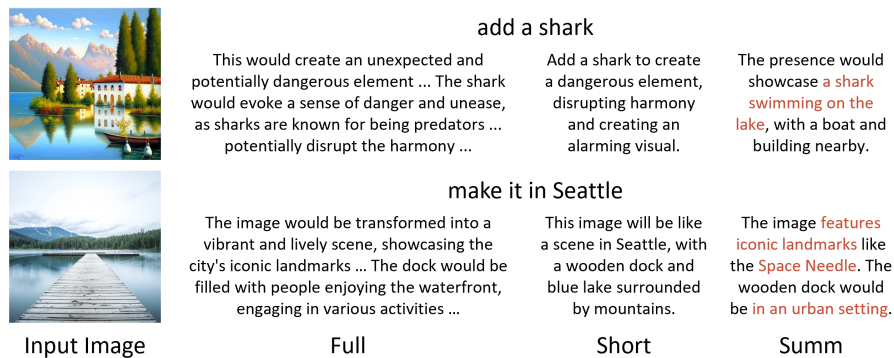 add a shark
This would create an unexpected and
potentially dangerous element ... The shark
would evoke a sense of danger and unease,
as sharks are known for being predators ...
potentially disrupt the harmony ...
Add a shark to create
a dangerous element,
disrupting harmony
and creating an
alarming visual.
The presence would
showcase a shark
swimming on the
lake, with a boat and
building nearby.
make it in Seattle
The image would be transformed into a
vibrant and lively scene, showcasing the
city's iconic landmarks ... The dock would be
filled with people enjoying the waterfront,
engaging in various activities ...
This image will be like
a scene in Seattle, with
a wooden dock and
blue lake surrounded
by mountains.
The image features
iconic landmarks like
the Space Needle. The
wooden dock would
be in an urban setting.
Input Image
Full
Short
Summ